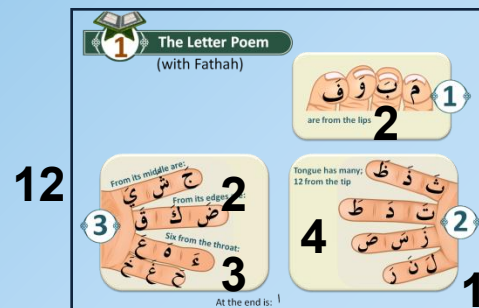 1
The Letter Poem
(with Fathah)
مَ بَ وَ فَ
1
are from the lips
2
12
From its middle are:
جَ شَ يَ
From its edges are:
2
ضَ كَ قَ
3
Six from the throat:
ءَ هَ عَ
حَ غَ خَ
3
At the end is: ا
Tongue has many;
12 from the tip
ثَ ذَ ظَ
تَ دَ طَ
2
4
زَ سَ صَ
لَ نَ رَ
1